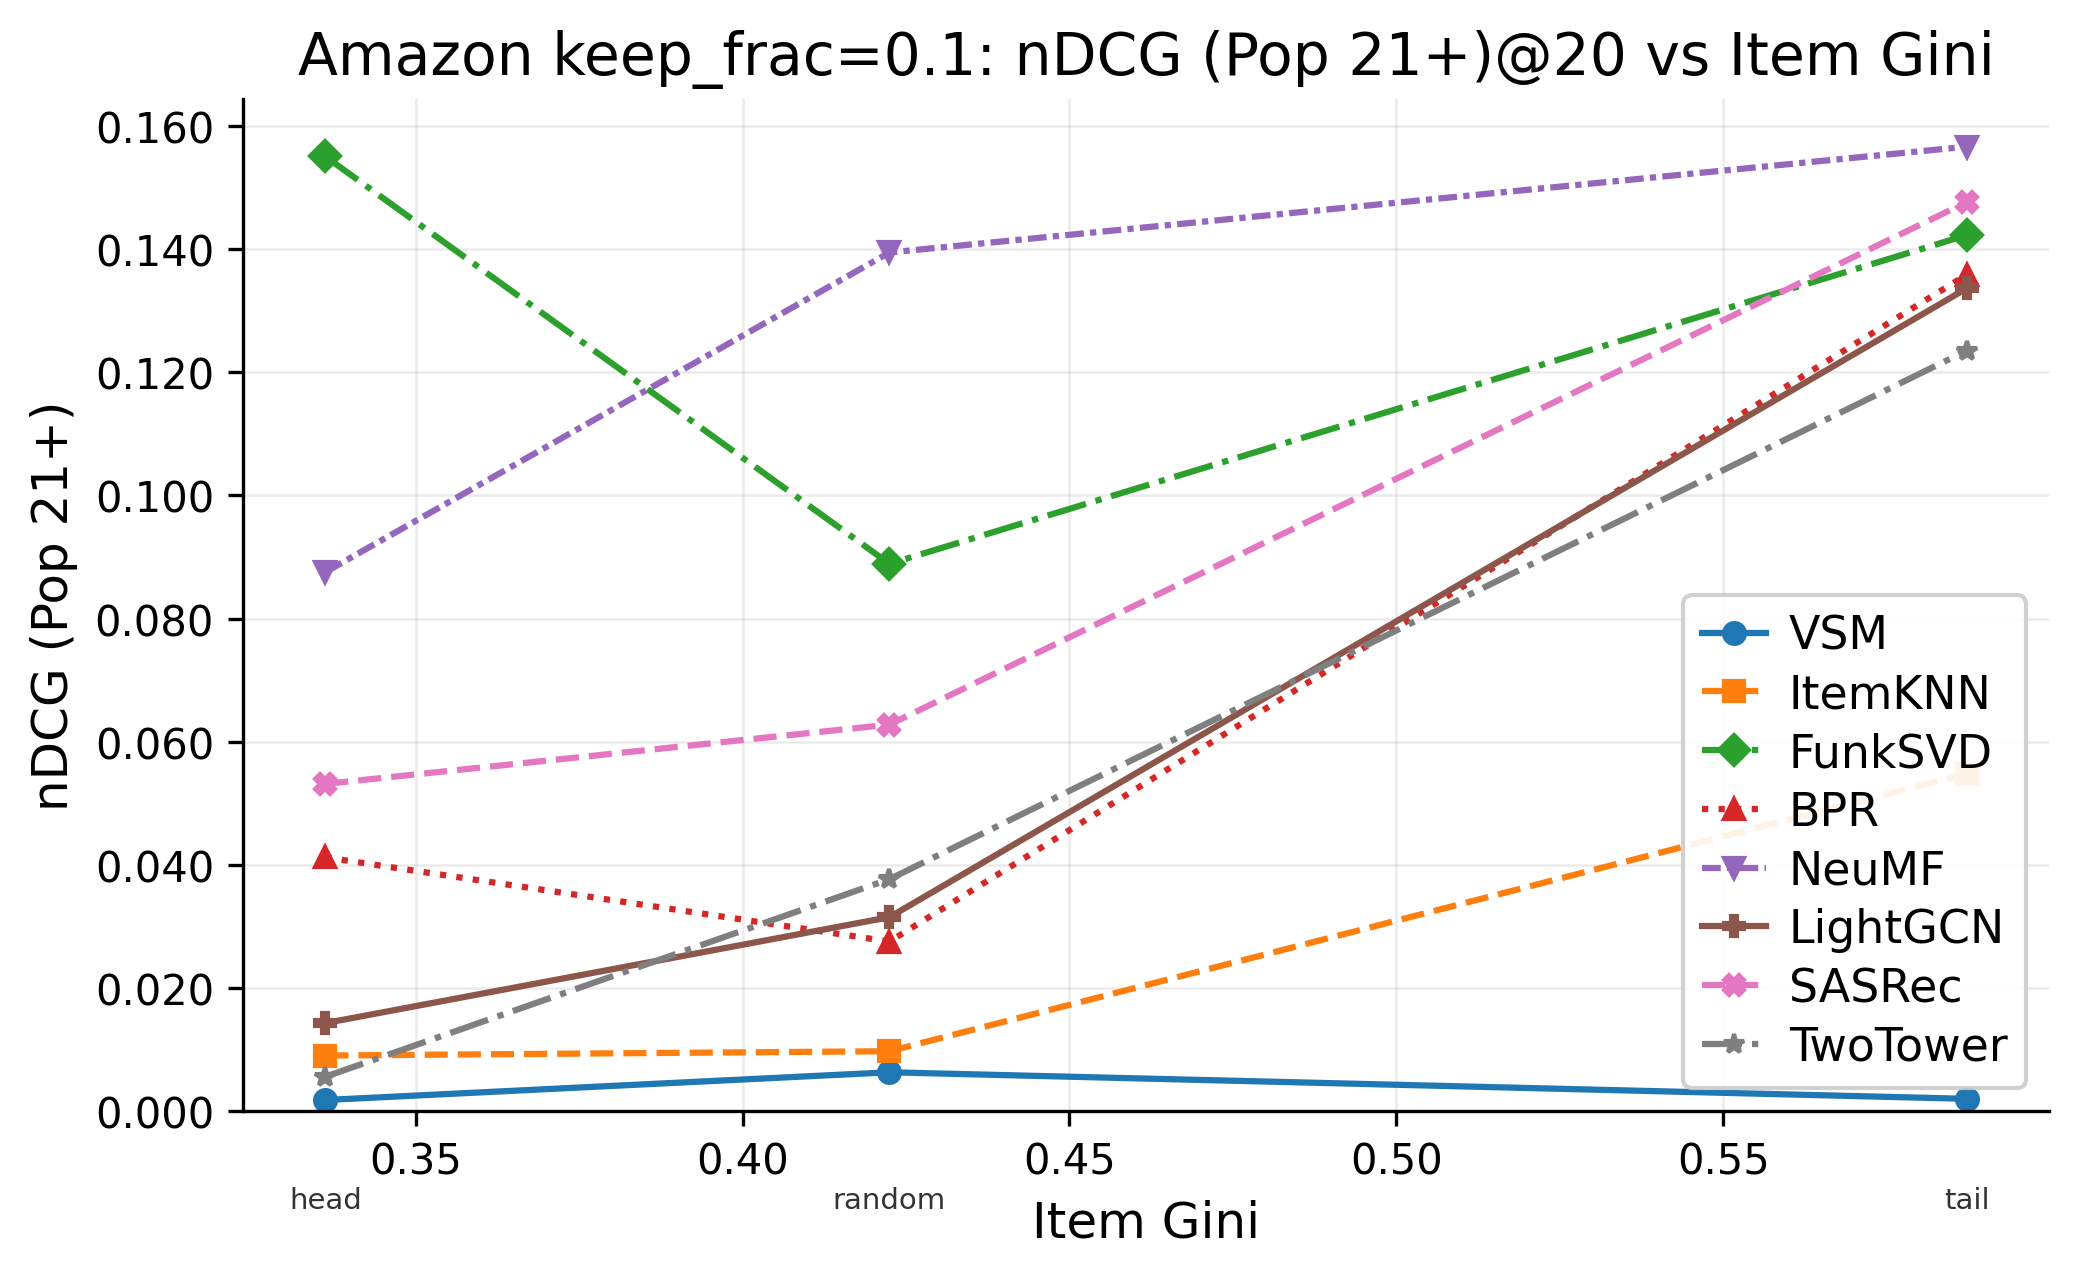 Amazon keep_frac=0.1: nDCG (Pop 21+)@20 vs Item Gini
nDCG (Pop 21+)
0.160
0.140
0.120
0.100
0.080
0.060
0.040
0.020
0.000
VSM
ItemKNN
FunkSVD
BPR
NeuMF
LightGCN
SASRec
TwoTower
0.35 0.40 0.45 0.50 0.55
head random tail
Item Gini